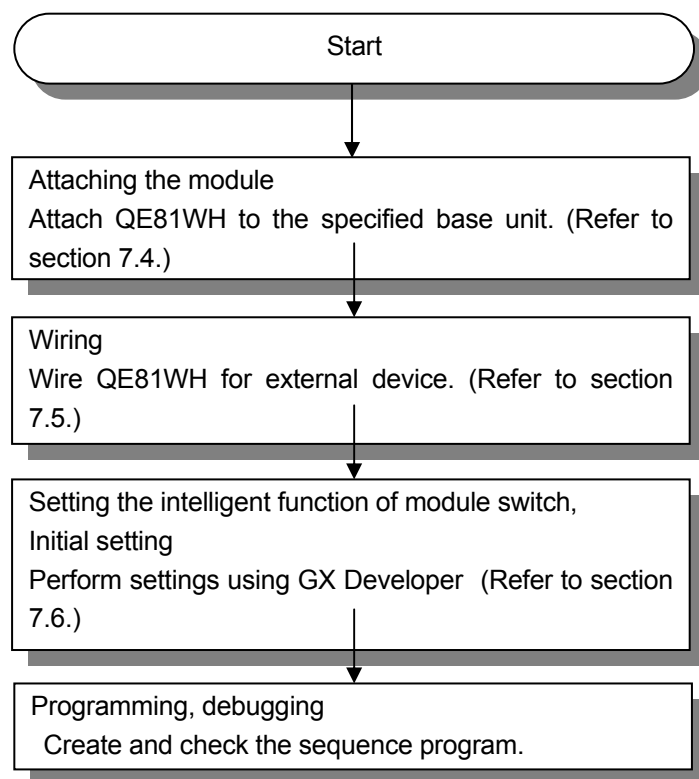 Start
Attaching the module
Attach QE81WH to the specified base unit. (Refer to
section 7.4.)
Wiring
Wire QE81WH for external device. (Refer to section
7.5.)
Setting the intelligent function of module switch,
Initial setting
Perform settings using GX Developer (Refer to section
7.6.)
Programming, debugging
Create and check the sequence program.